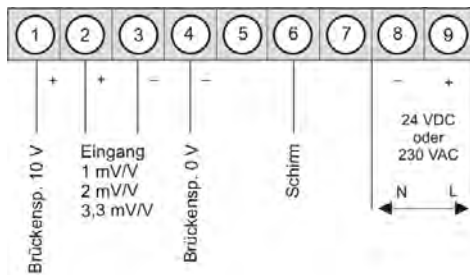 1 2 3 4 5 6 7 8 9
+ + – – – +
Brückensp. 10 V
Eingang
1 mV/V
2 mV/V
3,3 mV/V
Brückensp. 0 V
Schirm
24 VDC
oder
230 VAC
N L